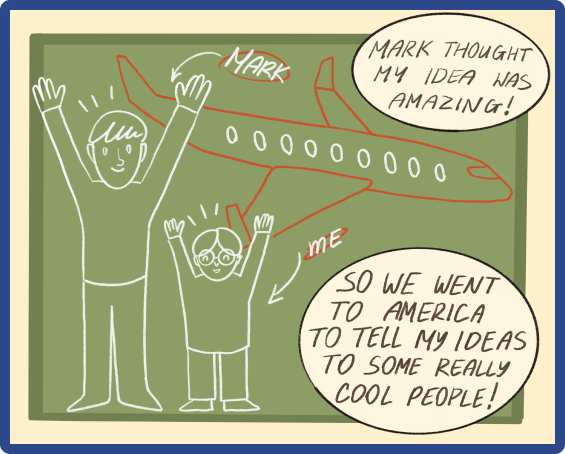 MARK THOUGHT
MY IDEA WAS
AMAZING!
MARK
ME
SO WE WENT
TO AMERICA
TO TELL MY IDEAS
TO SOME REALLY
COOL PEOPLE!